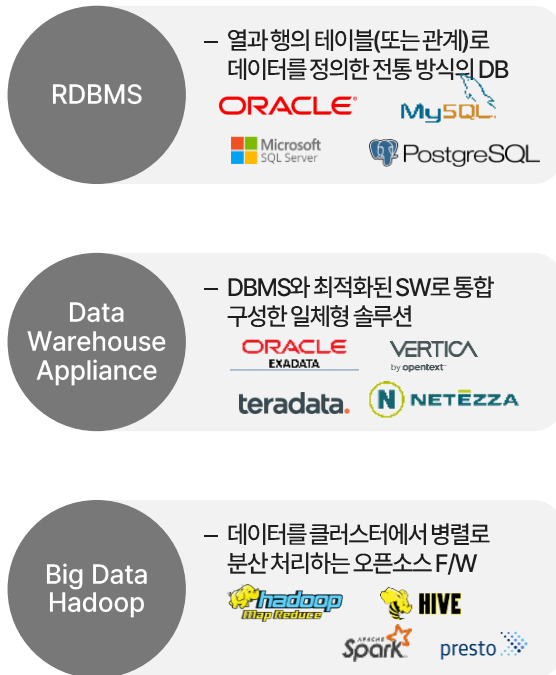 RDBMS
– 열과 행의 테이블(또는 관계)로
데이터를 정의한 전통 방식의 DB
ORACLE®
MySQL.
Microsoft
SQL Server
PostgreSQL
Data
Warehouse
Appliance
– DBMS와 최적화된 SW로 통합
구성한 일체형 솔루션
ORACLE
EXADATA
VERTICA
by opentext™
teradata.
N NETEZZA
Big Data
Hadoop
– 데이터를 클러스터에서 병렬로
분산 처리하는 오픈소스 F/W
hadoop
Map Reduce
HIVE
APACHE
Spark™
presto